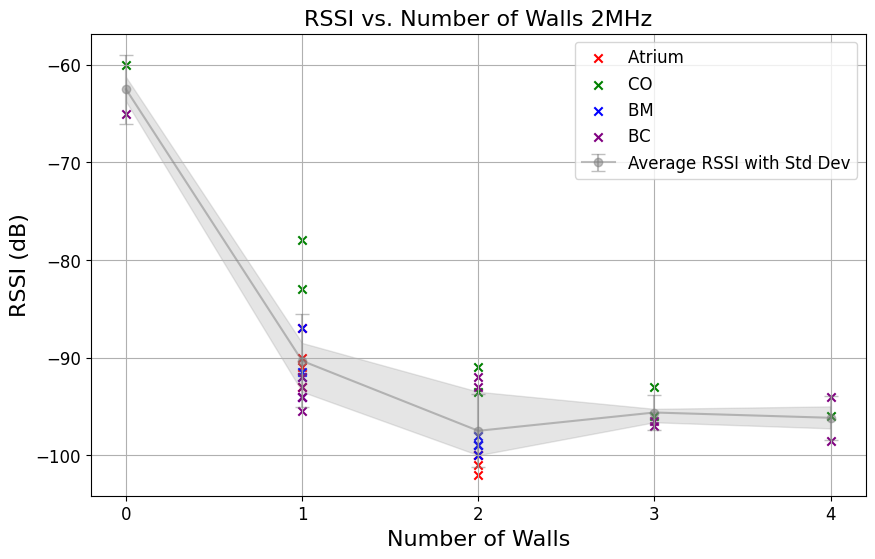 RSSI vs. Number of Walls 2MHz
Atrium
CO
BM
BC
Average RSSI with Std Dev
RSSI (dB)
−60
−70
−80
−90
−100
0 1 2 3 4
Number of Walls